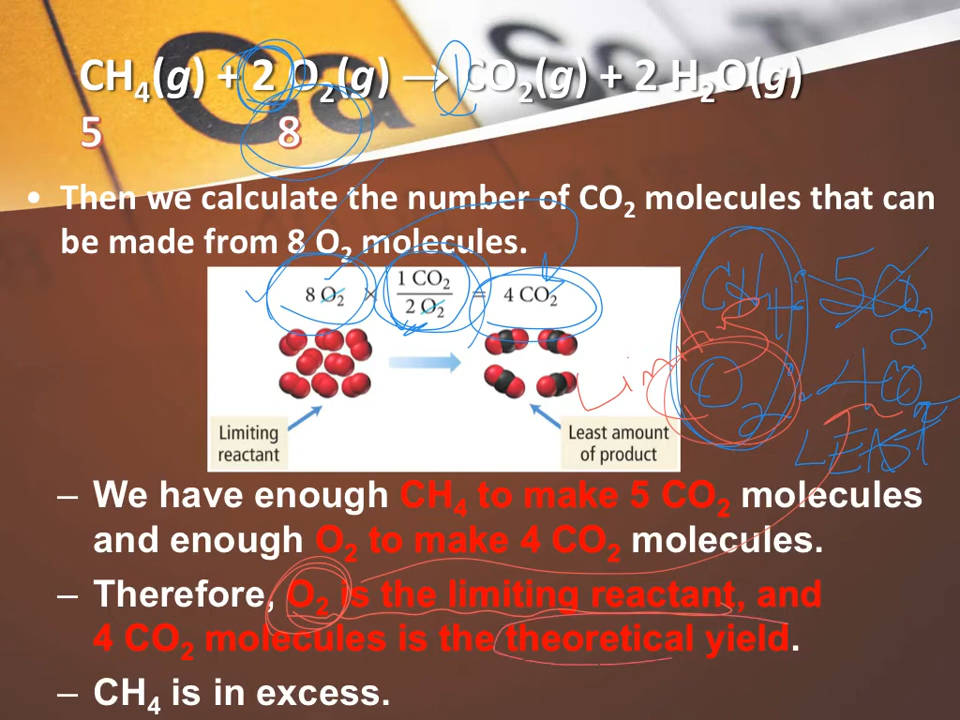 Ga
CH₄(g) + 2 O₂(g) → CO₂(g) + 2 H₂O(g)
5 8
• Then we calculate the number of CO₂ molecules that can
be made from 8 O₂ molecules.
8 O₂ × 1 CO₂ / 2 O₂ = 4 CO₂
CH₄: 5CO₂
O₂: 4CO₂
LEAST
Limiting
Limiting
reactant
Least amount
of product
– We have enough CH₄ to make 5 CO₂ molecules
and enough O₂ to make 4 CO₂ molecules.
– Therefore, O₂ is the limiting reactant, and
4 CO₂ molecules is the theoretical yield.
– CH₄ is in excess.